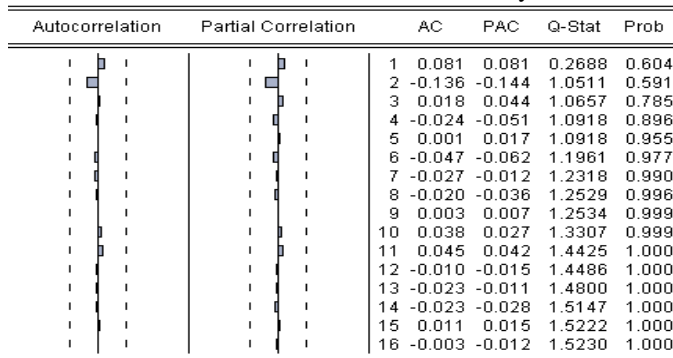 Autocorrelation Partial Correlation AC PAC Q-Stat Prob
1 0.081 0.081 0.2688 0.604
2 -0.136 -0.144 1.0511 0.591
3 0.018 0.044 1.0657 0.785
4 -0.024 -0.051 1.0918 0.896
5 0.001 0.017 1.0918 0.955
6 -0.047 -0.062 1.1961 0.977
7 -0.027 -0.012 1.2318 0.990
8 -0.020 -0.036 1.2529 0.996
9 0.003 0.007 1.2534 0.999
10 0.038 0.027 1.3307 0.999
11 0.045 0.042 1.4425 1.000
12 -0.010 -0.015 1.4486 1.000
13 -0.023 -0.011 1.4800 1.000
14 -0.023 -0.028 1.5147 1.000
15 0.011 0.015 1.5222 1.000
16 -0.003 -0.012 1.5230 1.000